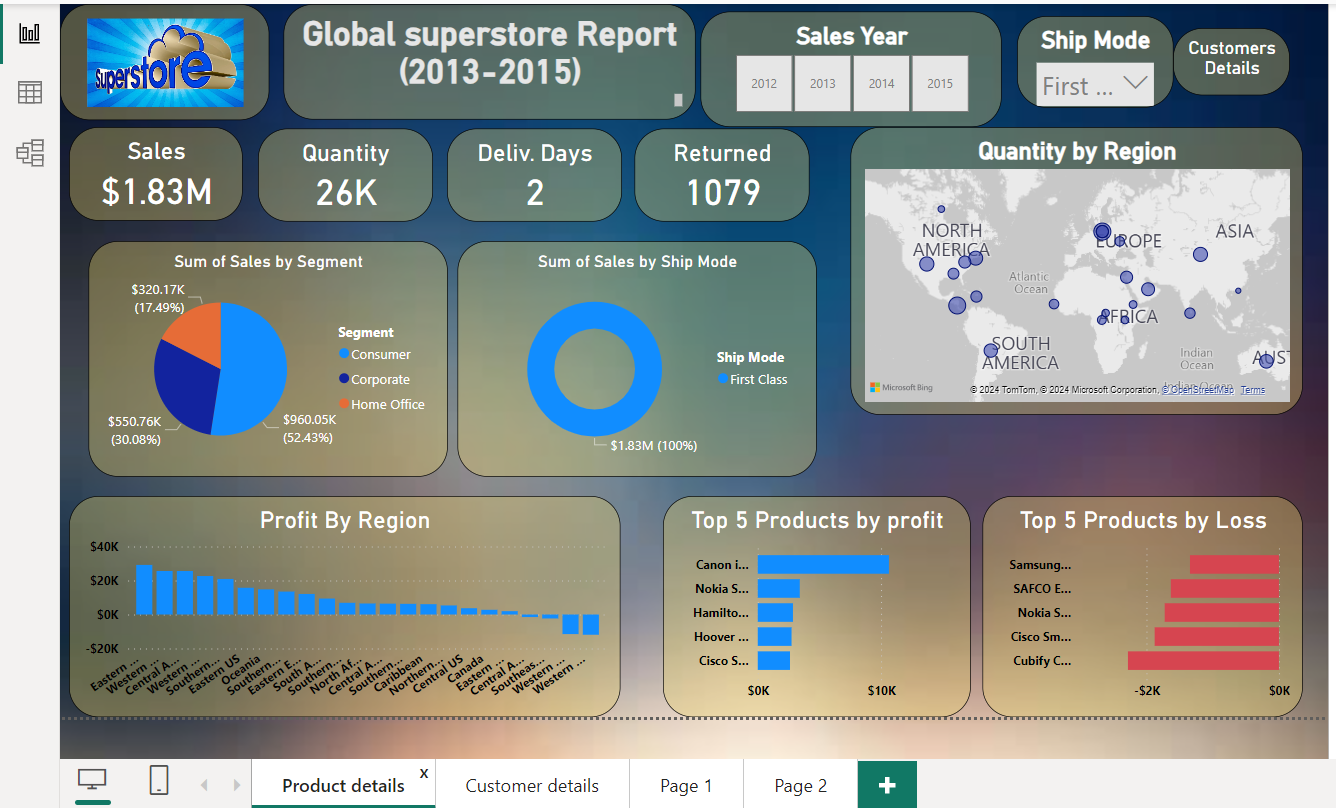 Superstore
Global superstore Report
(2013-2015)
Sales Year
2012
2013
2014
2015
Ship Mode
First ...
Customers
Details
Sales
$1.83M
Quantity
26K
Deliv. Days
2
Returned
1079
Quantity by Region
NORTH
AMERICA
EUROPE
ASIA
Atlantic
Ocean
AFRICA
SOUTH
AMERICA
Indian
Ocean
AUST
Indian Ocean
Microsoft Bing
© 2024 TomTom, © 2024 Microsoft Corporation, © OpenStreetMap Terms
Sum of Sales by Segment
$320.17K
(17.49%)
$550.76K
(30.08%)
$960.05K
(52.43%)
Segment
Consumer
Corporate
Home Office
Sum of Sales by Ship Mode
$1.83M (100%)
Ship Mode
First Class
Profit By Region
$40K
$20K
$0K
-$20K
Eastern ...
Western ...
Central A...
Western ...
Southern...
Eastern US
Oceania
Southern...
Eastern E...
South A...
Southern...
North Af...
Central A...
Southern...
Caribbean
Northern...
Central US
Canada
Eastern ...
Central A...
Southeas...
Western ...
Western ...
Top 5 Products by profit
Canon i...
Nokia S...
Hamilto...
Hoover ...
Cisco S...
$0K
$10K
Top 5 Products by Loss
Samsung...
SAFCO E...
Nokia S...
Cisco Sm...
Cubify C...
-$2K
$0K
Product details
x
Customer details
Page 1
Page 2
+